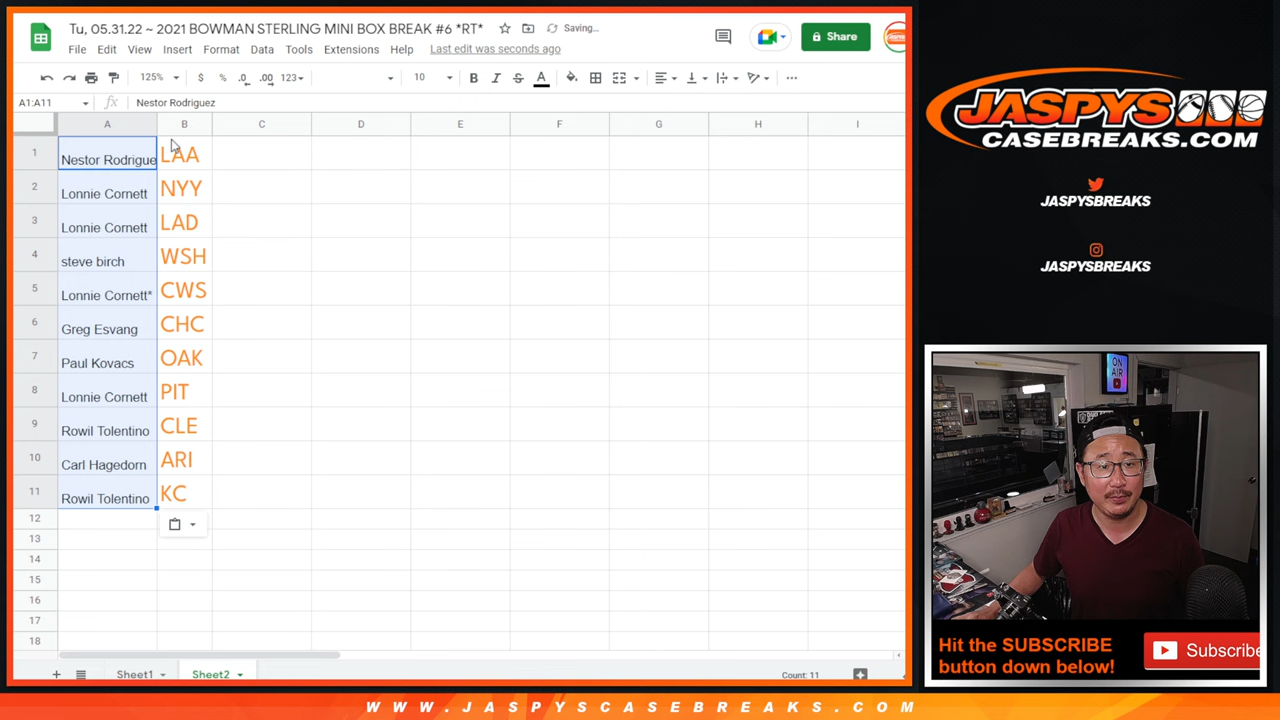 Tu, 05.31.22 ~ 2021 BOWMAN STERLING MINI BOX BREAK #6 *RT*
Saving...
File Edit View Insert Format Data Tools Extensions Help Last edit was seconds ago
Share
125% $ % .0 .00 123 10 B I S A
A1:A11 fx Nestor Rodriguez
A B C D E F G H I
1 Nestor Rodrigue LAA
2 Lonnie Cornett NYY
3 Lonnie Cornett LAD
4 steve birch WSH
5 Lonnie Cornett* CWS
6 Greg Esvang CHC
7 Paul Kovacs OAK
8 Lonnie Cornett PIT
9 Rowil Tolentino CLE
10 Carl Hagedorn ARI
11 Rowil Tolentino KC
12
13
14
15
16
17
18
Sheet1 Sheet2 Count: 11
JASPYS
CASEBREAKS.COM
JASPYSBREAKS
JASPYSBREAKS
ON
AIR
Hit the SUBSCRIBE
button down below!
Subscribe
WWW.JASPYSCASEBREAKS.COM